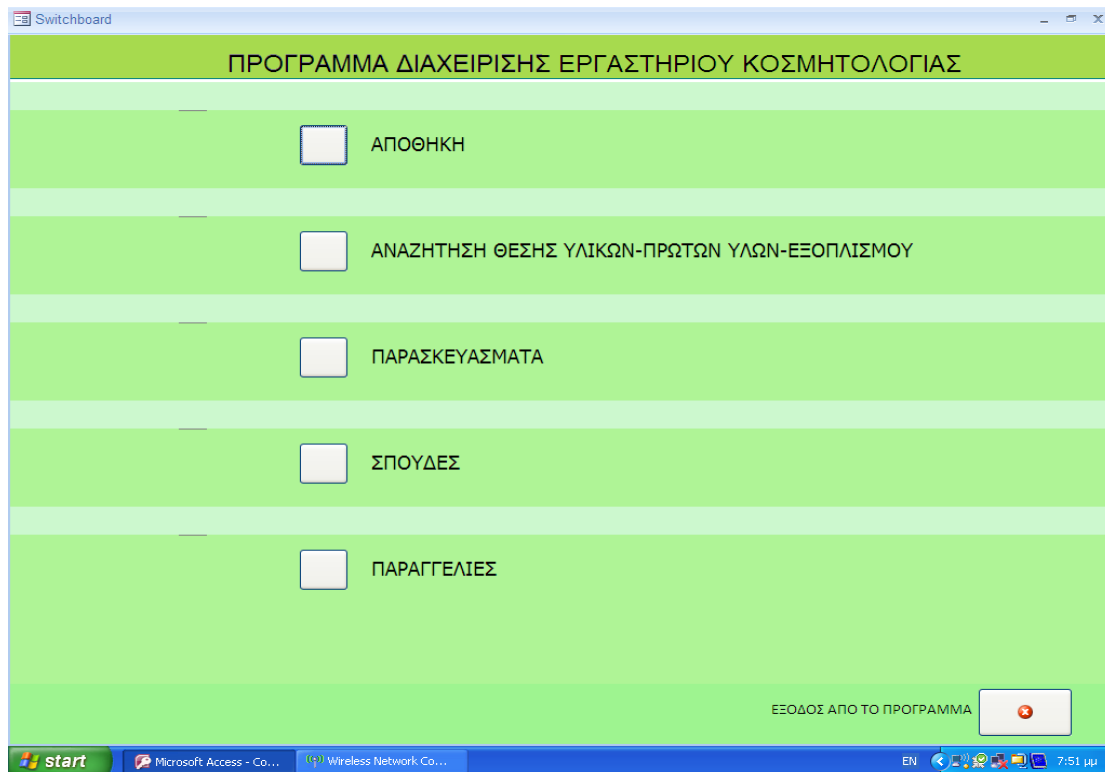 Switchboard
ΠΡΟΓΡΑΜΜΑ ΔΙΑΧΕΙΡΙΣΗΣ ΕΡΓΑΣΤΗΡΙΟΥ ΚΟΣΜΗΤΟΛΟΓΙΑΣ
ΑΠΟΘΗΚΗ
ΑΝΑΖΗΤΗΣΗ ΘΕΣΗΣ ΥΛΙΚΩΝ-ΠΡΩΤΩΝ ΥΛΩΝ-ΕΞΟΠΛΙΣΜΟΥ
ΠΑΡΑΣΚΕΥΑΣΜΑΤΑ
ΣΠΟΥΔΕΣ
ΠΑΡΑΓΓΕΛΙΕΣ
ΕΞΟΔΟΣ ΑΠΟ ΤΟ ΠΡΟΓΡΑΜΜΑ
start Microsoft Access - Co... Wireless Network Co... EN 7:51 μμ